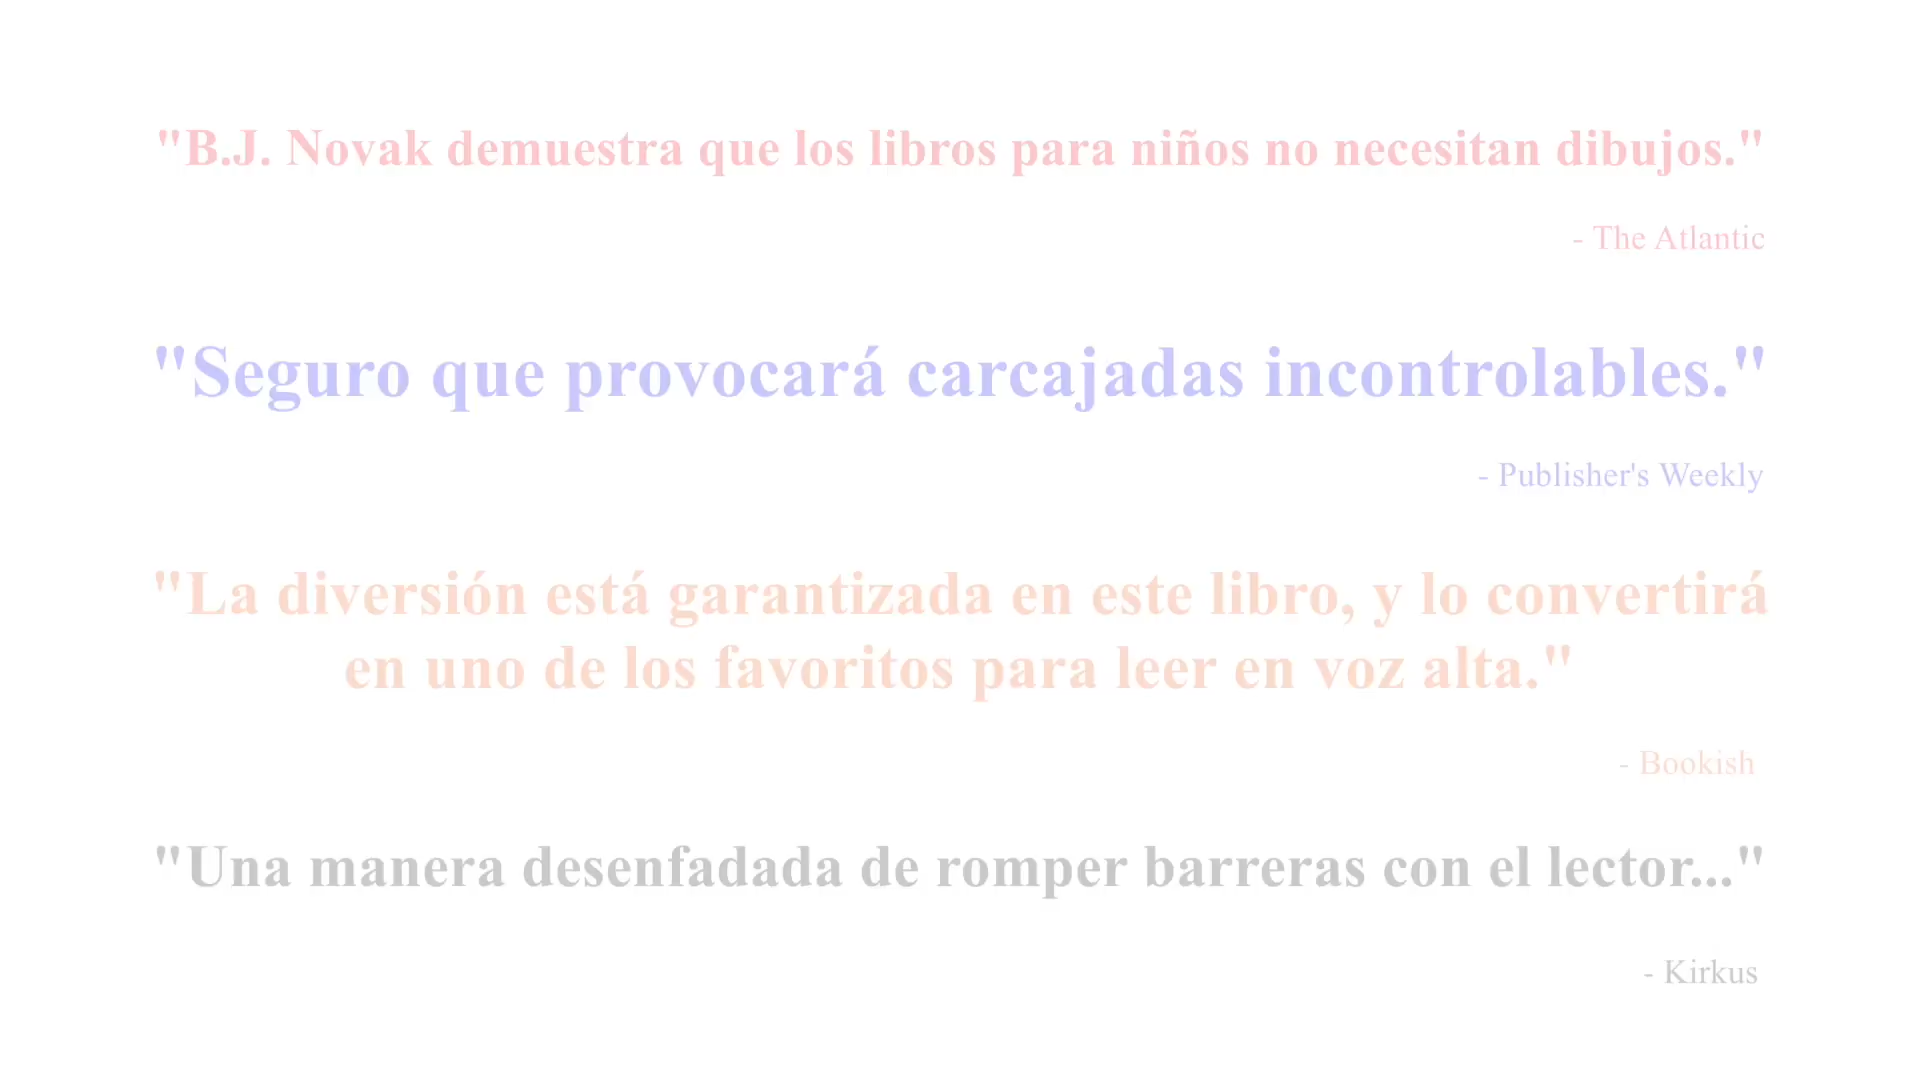 "B.J. Novak demuestra que los libros para niños no necesitan dibujos."
- The Atlantic
"Seguro que provocará carcajadas incontrolables."
- Publisher's Weekly
"La diversión está garantizada en este libro, y lo convertirá
en uno de los favoritos para leer en voz alta."
- Bookish
"Una manera desenfadada de romper barreras con el lector..."
- Kirkus